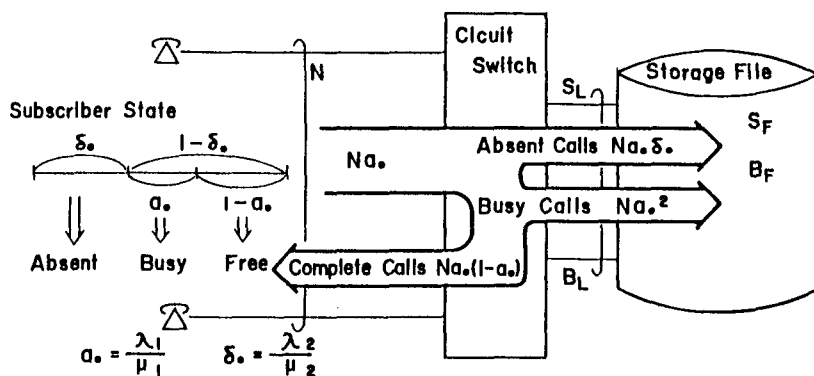 Cicuit
Switch
N
Storage File
S_L
Subscriber State
S_F
δ₀
1-δ₀
Na₀
Absent Calls Na₀δ₀
B_F
a₀
1-a₀
Busy Calls Na₀²
Absent
Busy
Free
Complete Calls Na₀(1-a₀)
B_L
a₀ = λ₁/μ₁
δ₀ = λ₂/μ₂